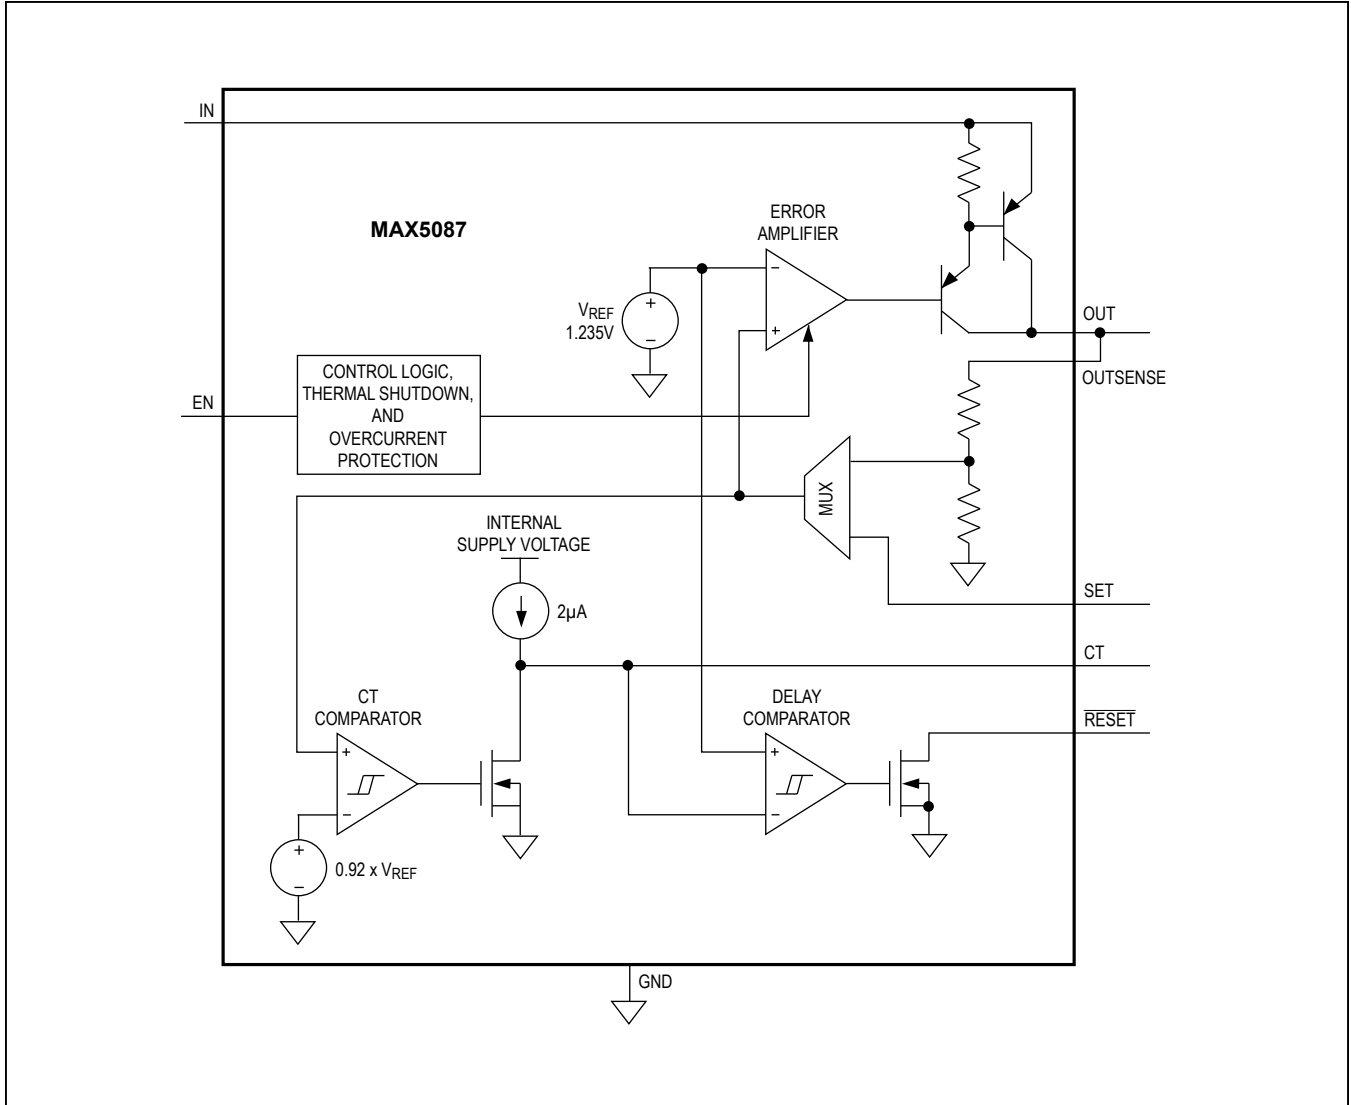 IN
MAX5087
ERROR
AMPLIFIER
VREF
1.235V
+
−
−
+
OUT
OUTSENSE
CONTROL LOGIC,
THERMAL SHUTDOWN,
AND
OVERCURRENT
PROTECTION
EN
MUX
INTERNAL
SUPPLY VOLTAGE
2µA
SET
CT
CT
COMPARATOR
+
−
DELAY
COMPARATOR
+
−
RESET
+
−
0.92 x VREF
GND